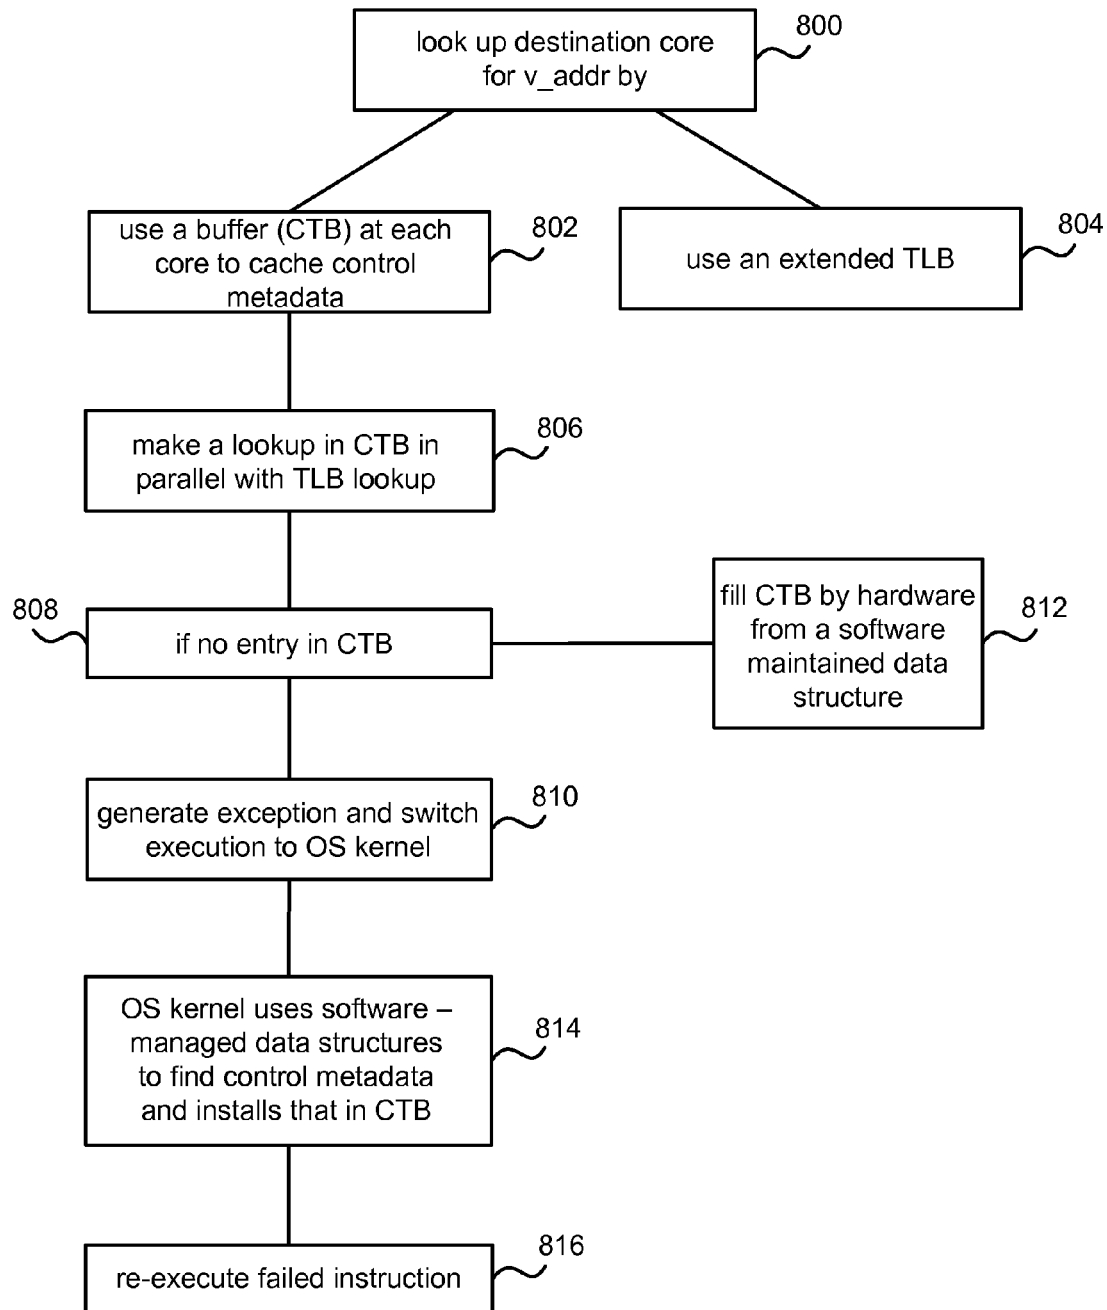 look up destination core
for v_addr by
800
use a buffer (CTB) at each
core to cache control
metadata
802
use an extended TLB
804
make a lookup in CTB in
parallel with TLB lookup
806
808
if no entry in CTB
fill CTB by hardware
from a software
maintained data
structure
812
generate exception and switch
execution to OS kernel
810
OS kernel uses software –
managed data structures
to find control metadata
and installs that in CTB
814
re-execute failed instruction
816